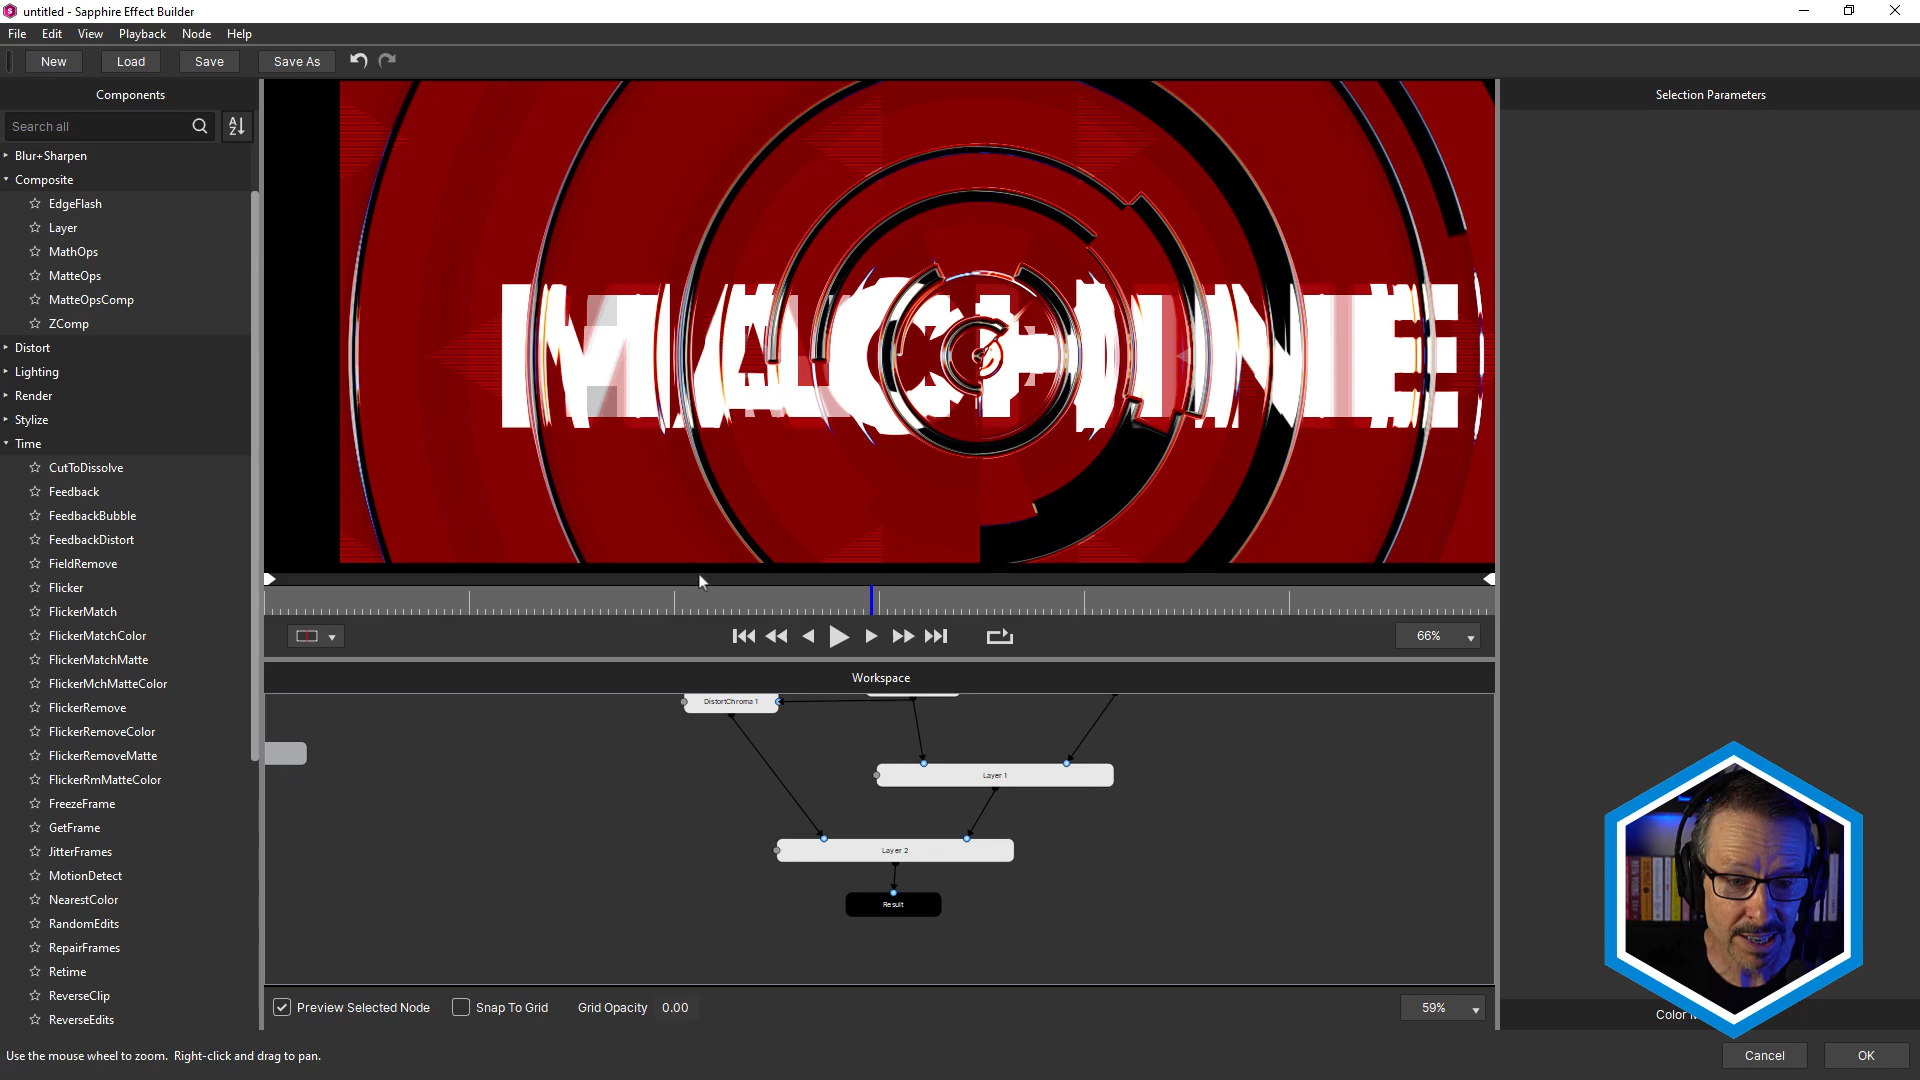 untitled - Sapphire Effect Builder
File Edit View Playback Node Help
New Load Save Save As
Components
Selection Parameters
Search all
Blur+Sharpen
Composite
EdgeFlash
Layer
MathOps
MatteOps
MatteOpsComp
ZComp
Distort
Lighting
Render
Stylize
Time
CutToDissolve
Feedback
FeedbackBubble
FeedbackDistort
FieldRemove
Flicker
FlickerMatch
FlickerMatchColor
FlickerMatchMatte
FlickerMchMatteColor
FlickerRemove
FlickerRemoveColor
FlickerRemoveMatte
FlickerRmMatteColor
FreezeFrame
GetFrame
JitterFrames
MotionDetect
NearestColor
RandomEdits
RepairFrames
Retime
ReverseClip
ReverseEdits
MACHINE
66%
Workspace
DistortChroma 1
Layer 1
Layer 2
Result
Preview Selected Node Snap To Grid Grid Opacity 0.00
59%
Color
Use the mouse wheel to zoom. Right-click and drag to pan.
Cancel OK